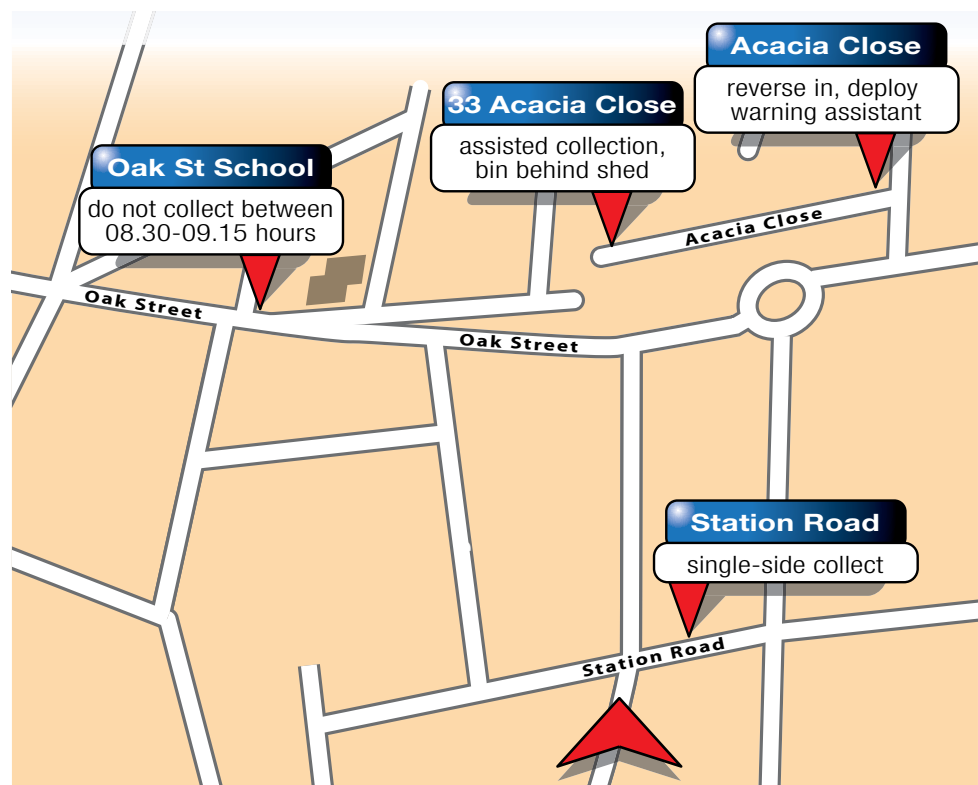 Acacia Close
reverse in, deploy
warning assistant
33 Acacia Close
assisted collection,
bin behind shed
Oak St School
do not collect between
08.30-09.15 hours
Acacia Close
Oak Street
Oak Street
Station Road
single-side collect
Station Road